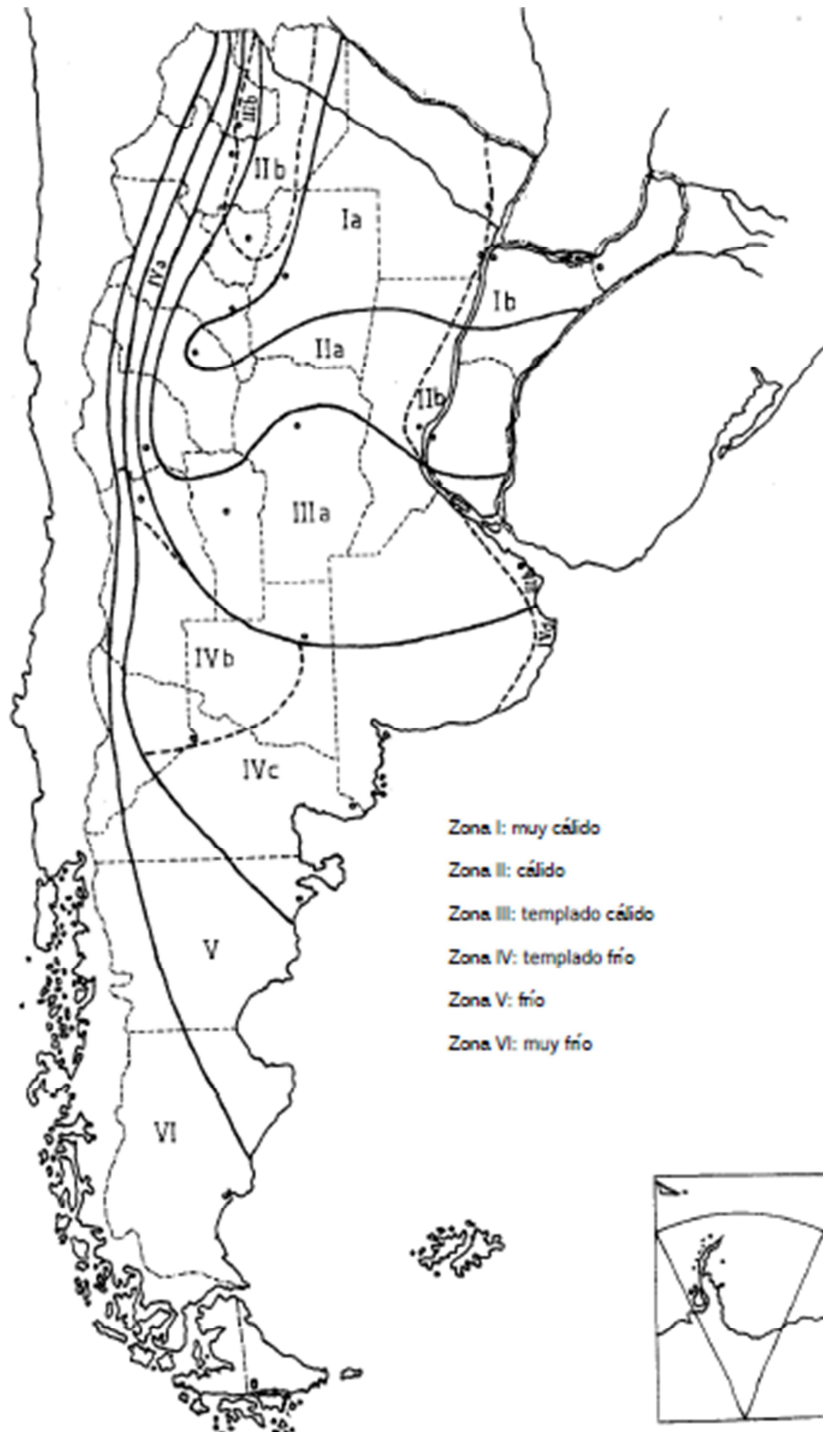 IIIb
IIb
Ia
IVa
Ib
IIa
IIb
IIIa
IVd
IVb
IVc
Zona I: muy cálido
Zona II: cálido
Zona III: templado cálido
Zona IV: templado frío
Zona V: frío
Zona VI: muy frío
V
VI